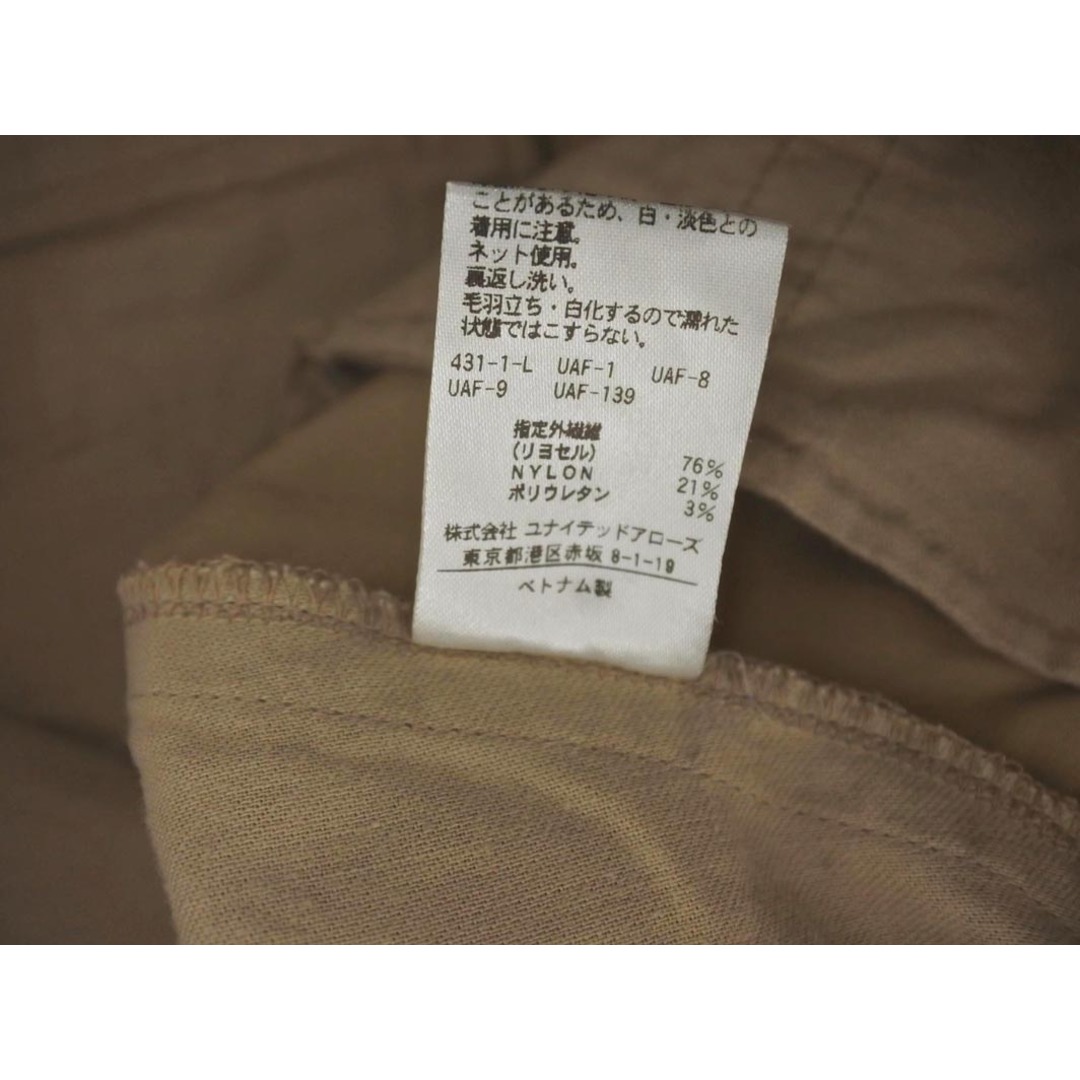 ことがあるため、白・淡色との
着用に注意。
ネット使用。
裏返し洗い。
毛羽立ち・白化するので濡れた
状態ではこすらない。
431-1-L UAF-1 UAF-8
UAF-9 UAF-139
指定外繊維
(リヨセル) 76%
NYLON 21%
ポリウレタン 3%
株式会社 ユナイテッドアローズ
東京都港区赤坂 8-1-19
ベトナム製